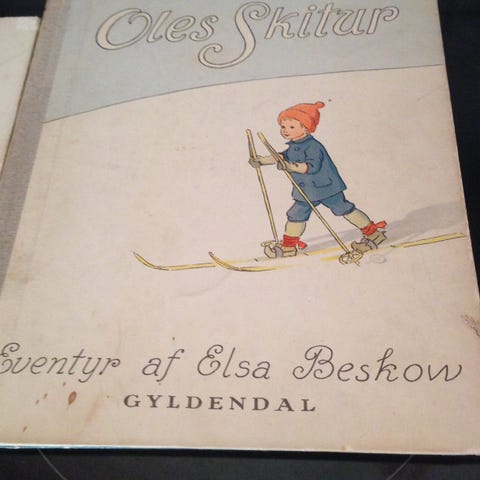 Oles Skitur
Eventyr af Elsa Beskow
GYLDENDAL